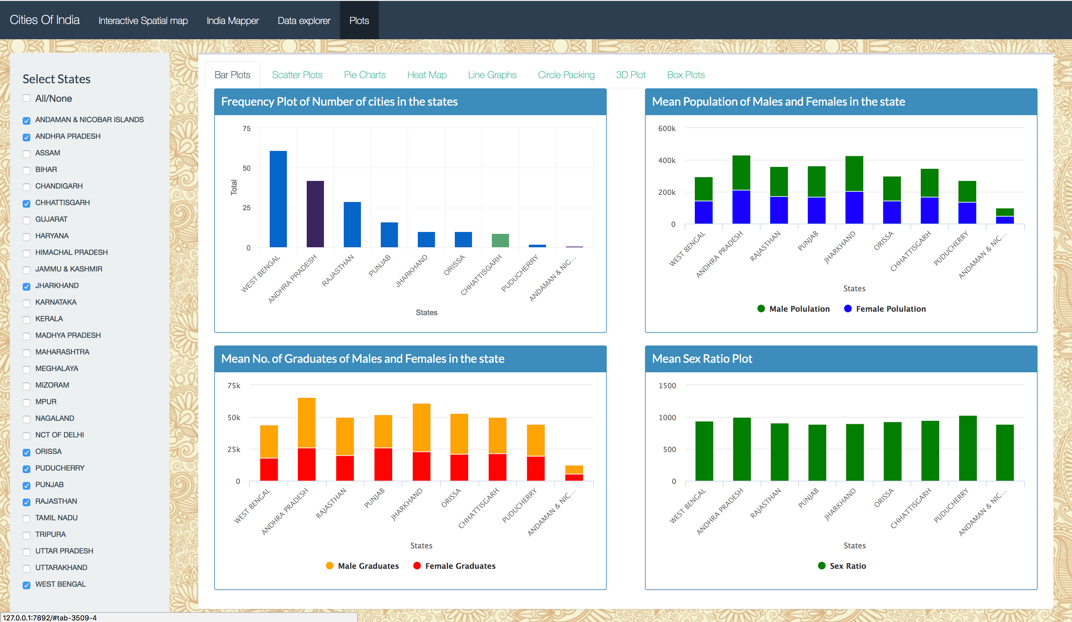 Cities Of India Interactive Spatial map India Mapper Data explorer Plots
Select States
All/None
ANDAMAN & NICOBAR ISLANDS
ANDHRA PRADESH
ASSAM
BIHAR
CHANDIGARH
CHHATTISGARH
GUJARAT
HARYANA
HIMACHAL PRADESH
JAMMU & KASHMIR
JHARKHAND
KARNATAKA
KERALA
MADHYA PRADESH
MAHARASHTRA
MEGHALAYA
MIZORAM
MPUR
NAGALAND
NCT OF DELHI
ORISSA
PUDUCHERRY
PUNJAB
RAJASTHAN
TAMIL NADU
TRIPURA
UTTAR PRADESH
UTTARAKHAND
WEST BENGAL
Bar Plots Scatter Plots Pie Charts Heat Map Line Graphs Circle Packing 3D Plot Box Plots
Frequency Plot of Number of cities in the states
75
50
25
0
Total
WEST BENGAL
ANDHRA PRADESH
RAJASTHAN
PUNJAB
JHARKHAND
ORISSA
CHHATTISGARH
PUDUCHERRY
ANDAMAN & NIC...
States
Mean Population of Males and Females in the state
600k
400k
200k
0
WEST BENGAL
ANDHRA PRADESH
RAJASTHAN
PUNJAB
JHARKHAND
ORISSA
CHHATTISGARH
PUDUCHERRY
ANDAMAN & NIC...
States
Male Polulation Female Polulation
Mean No. of Graduates of Males and Females in the state
75k
50k
25k
0
WEST BENGAL
ANDHRA PRADESH
RAJASTHAN
PUNJAB
JHARKHAND
ORISSA
CHHATTISGARH
PUDUCHERRY
ANDAMAN & NIC...
States
Male Graduates Female Graduates
Mean Sex Ratio Plot
1500
1000
500
0
WEST BENGAL
ANDHRA PRADESH
RAJASTHAN
PUNJAB
JHARKHAND
ORISSA
CHHATTISGARH
PUDUCHERRY
ANDAMAN & NIC...
States
Sex Ratio
127.0.0.1:7892/#tab-3509-4